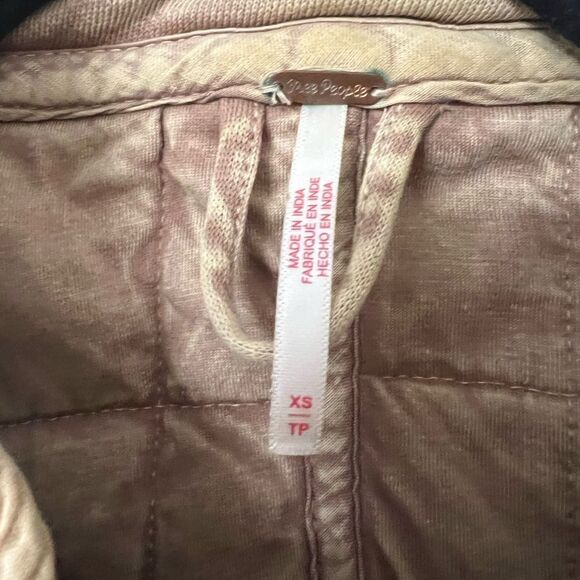 Free People
MADE IN INDIA
FABRIQUÉ EN INDE
HECHO EN INDIA
XS
TP